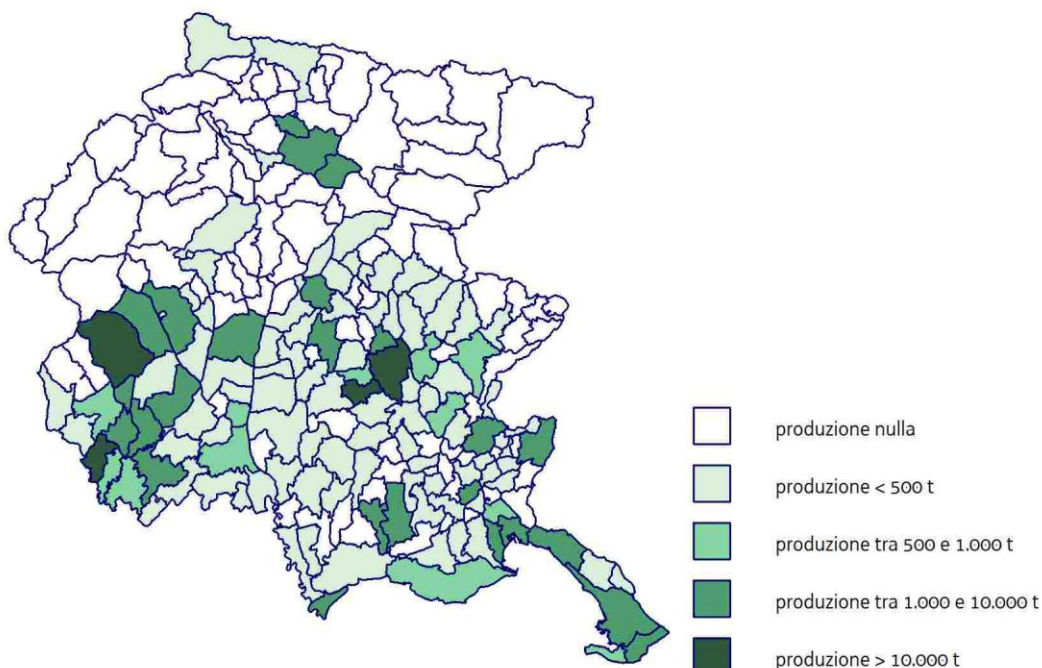 produzione nulla
produzione < 500 t
produzione tra 500 e 1.000 t
produzione tra 1.000 e 10.000 t
produzione > 10.000 t